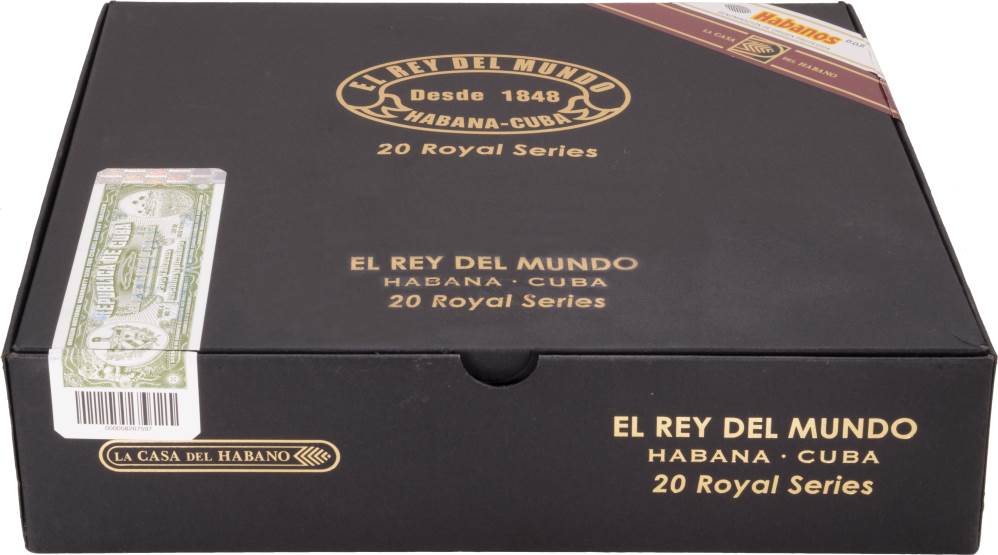 Habanos
D.O.P.
LA CASA
DEL HABANO
EL REY DEL MUNDO
Desde 1848
HABANA-CUBA
20 Royal Series
REPUBLICA DE CUBA
EL REY DEL MUNDO
HABANA · CUBA
20 Royal Series
LA CASA DEL HABANO
EL REY DEL MUNDO
HABANA · CUBA
20 Royal Series